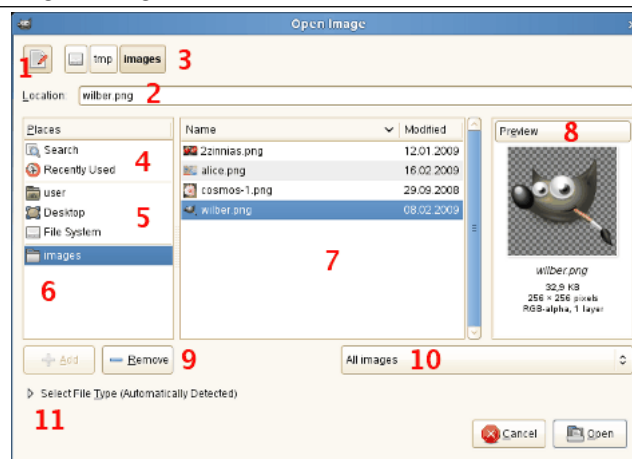 Open Image
1
tmp
images
3
Location:
wilber.png
2
Places
Search
Recently Used
4
user
Desktop
File System
5
images
6
Name
Modified
2zinnias.png
12.01.2009
alice.png
16.02.2009
cosmos-1.png
29.09.2008
wilber.png
08.02.2009
7
Preview
8
wilber.png
32,9 KB
256 × 256 pixels
RGB-alpha, 1 layer
Add
Remove
9
All images
10
Select File Type (Automatically Detected)
11
Cancel
Open